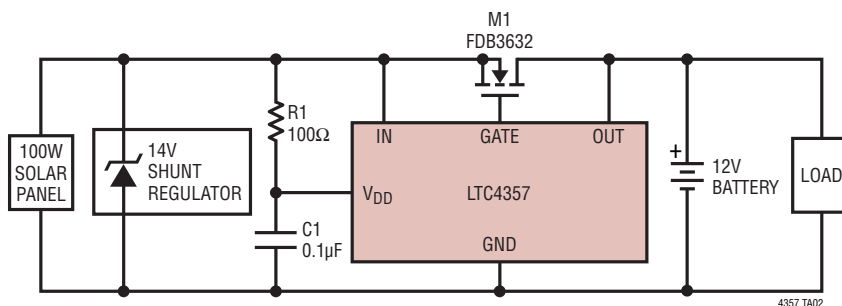 M1
FDB3632
R1
100Ω
IN
GATE
OUT
100W
SOLAR
PANEL
14V
SHUNT
REGULATOR
VDD
LTC4357
+
12V
BATTERY
LOAD
C1
0.1µF
GND
4357 TA02